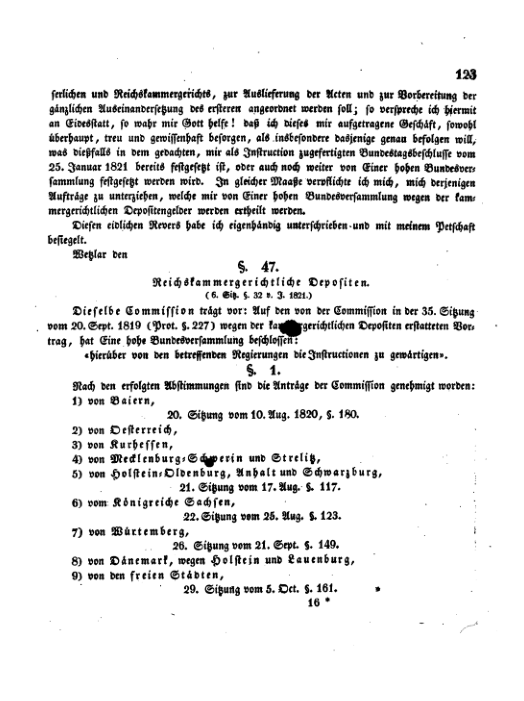 123
serlichen und Reichskammergerichts, zur Auslieferung der Acten und zur Vorbereitung der
gänzlichen Auseinandersetzung des ersteren angeordnet werden soll; so verspreche ich hiermit
an Eidesstatt, so wahr mir Gott helfe! daß ich dieses mir aufgetragene Geschäft, sowohl
überhaupt, treu und gewissenhaft besorgen, als insbesondere dasjenige genau befolgen will,
was dießfalls in dem gedachten, mir als Instruction zugefertigten Bundestagsbeschlusse vom
25. Januar 1821 bereits festgesetzt ist, oder auch noch weiter von Einer hohen Bundesver-
sammlung festgesetzt werden wird. In gleicher Maaße verpflichte ich mich, mich derjenigen
Aufträge zu unterziehen, welche mir von Einer hohen Bundesversammlung wegen der kam-
mergerichtlichen Depositengelder werden ertheilt werden.
Diesen eidlichen Revers habe ich eigenhändig unterschrieben und mit meinem Petschaft
besiegelt.
Wetzlar den
§. 47.
Reichskammergerichtliche Depositen.
(6. Sitz. §. 32 v. J. 1821.)
Dieselbe Commission trägt vor: Auf den von der Commission in der 35. Sitzung
vom 20. Sept. 1819 (Prot. §. 227) wegen der kammergerichtlichen Depositen erstatteten Vor-
trag, hat Eine hohe Bundesversammlung beschlossen:
»hierüber von den betreffenden Regierungen die Instructionen zu gewärtigen«.
§. 1.
Nach den erfolgten Abstimmungen sind die Anträge der Commission genehmigt worden:
1) von Baiern,
20. Sitzung vom 10. Aug. 1820, §. 180.
2) von Oesterreich,
3) von Kurhessen,
4) von Mecklenburg-Schwerin und Strelitz,
5) von Holstein-Oldenburg, Anhalt und Schwarzburg,
21. Sitzung vom 17. Aug. §. 117.
6) vom Königreiche Sachsen,
22. Sitzung vom 25. Aug. §. 123.
7) von Würtemberg,
26. Sitzung vom 21. Sept. §. 149.
8) von Dänemark, wegen Holstein und Lauenburg,
9) von den freien Städten,
29. Sitzung vom 5. Oct. §. 161.
16 *